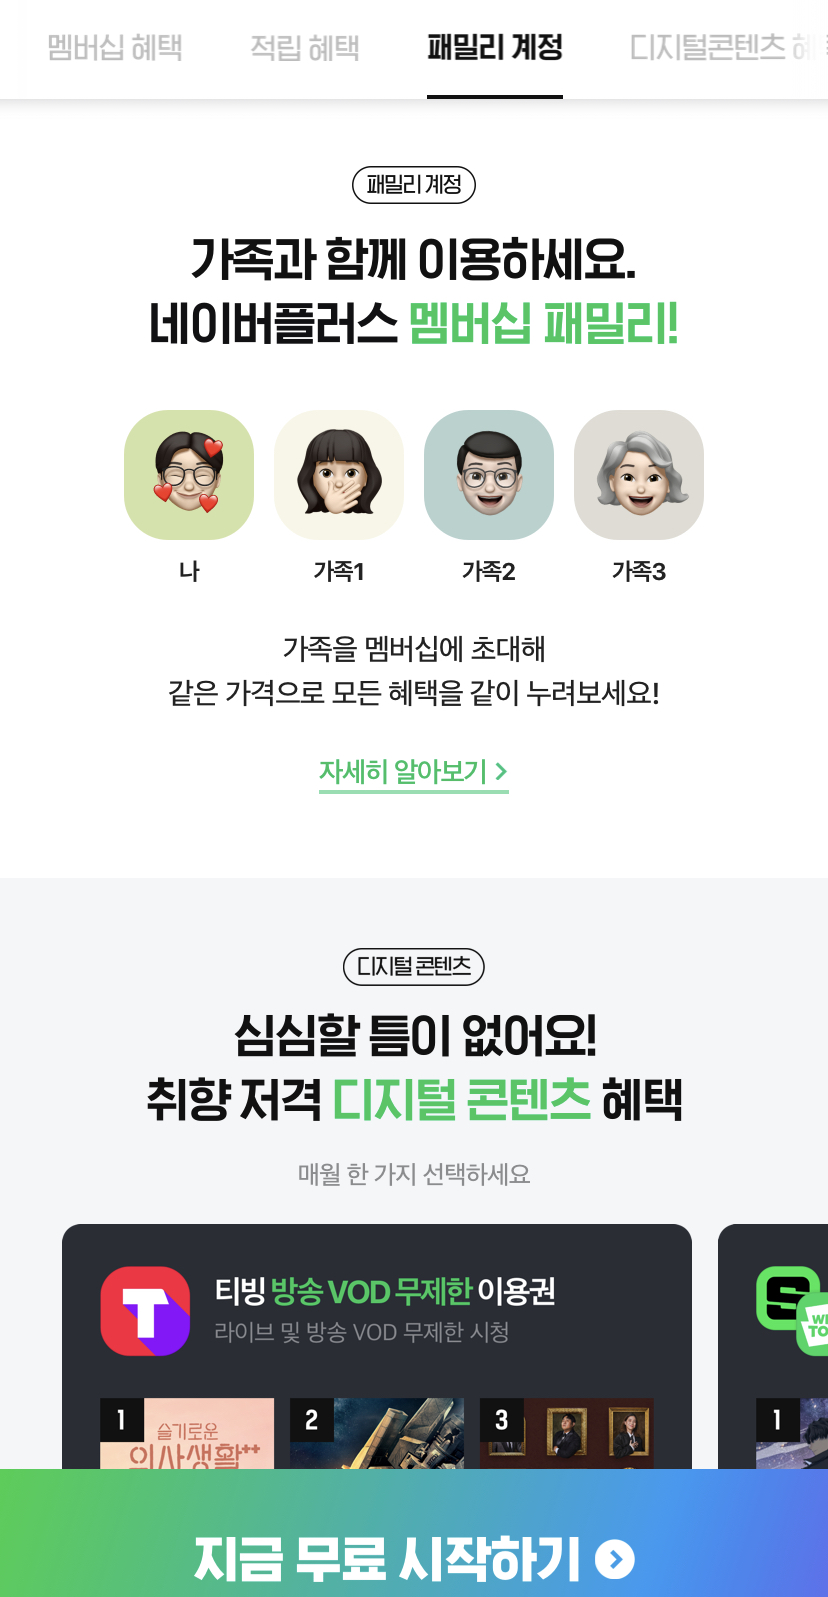 멤버십 혜택 적립 혜택 패밀리 계정 디지털콘텐츠
패밀리 계정
가족과 함께 이용하세요.
네이버플러스 멤버십 패밀리!
나 가족1 가족2 가족3
가족을 멤버십에 초대해
같은 가격으로 모든 혜택을 같이 누려보세요!
자세히 알아보기
디지털 콘텐츠
심심할 틈이 없어요!
취향 저격 디지털 콘텐츠 혜택
매월 한 가지 선택하세요
티빙 방송 VOD 무제한 이용권
라이브 및 방송 VOD 무제한 시청
1 2 3 1
슬기로운
의사생활
지금 무료 시작하기